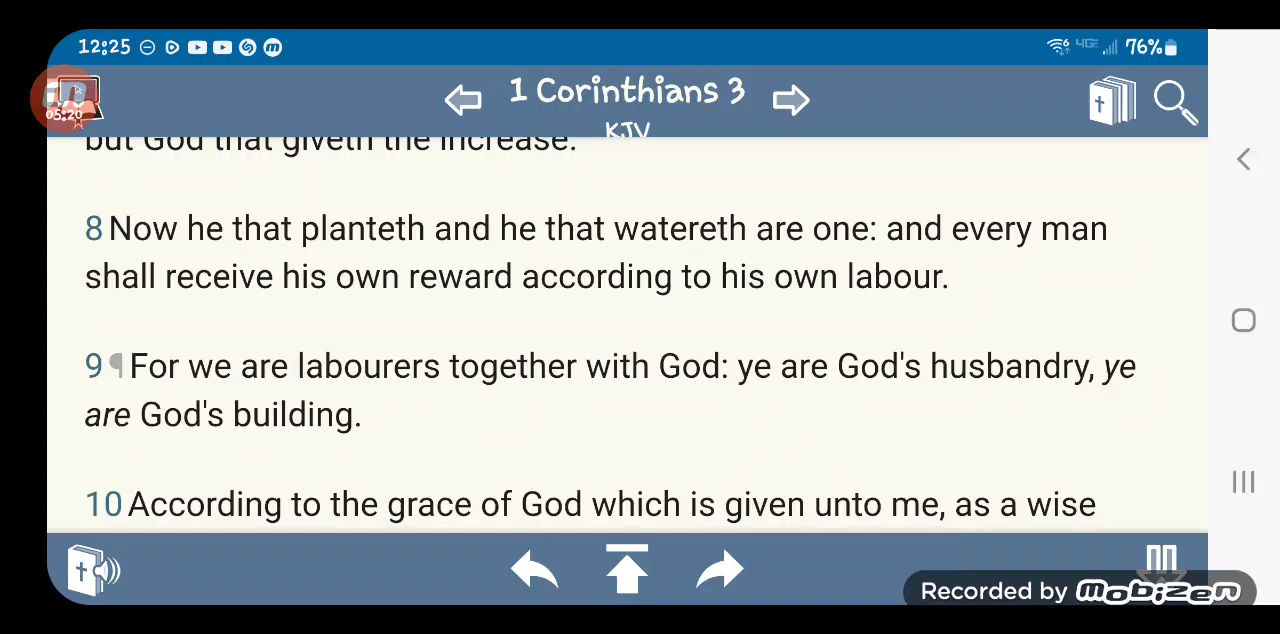 12:25
4GE 76%
05:20
1 Corinthians 3
KJV
but God that giveth the increase.
8 Now he that planteth and he that watereth are one: and every man
shall receive his own reward according to his own labour.
9 ¶ For we are labourers together with God: ye are God's husbandry, ye
are God's building.
10 According to the grace of God which is given unto me, as a wise
Recorded by mobizen